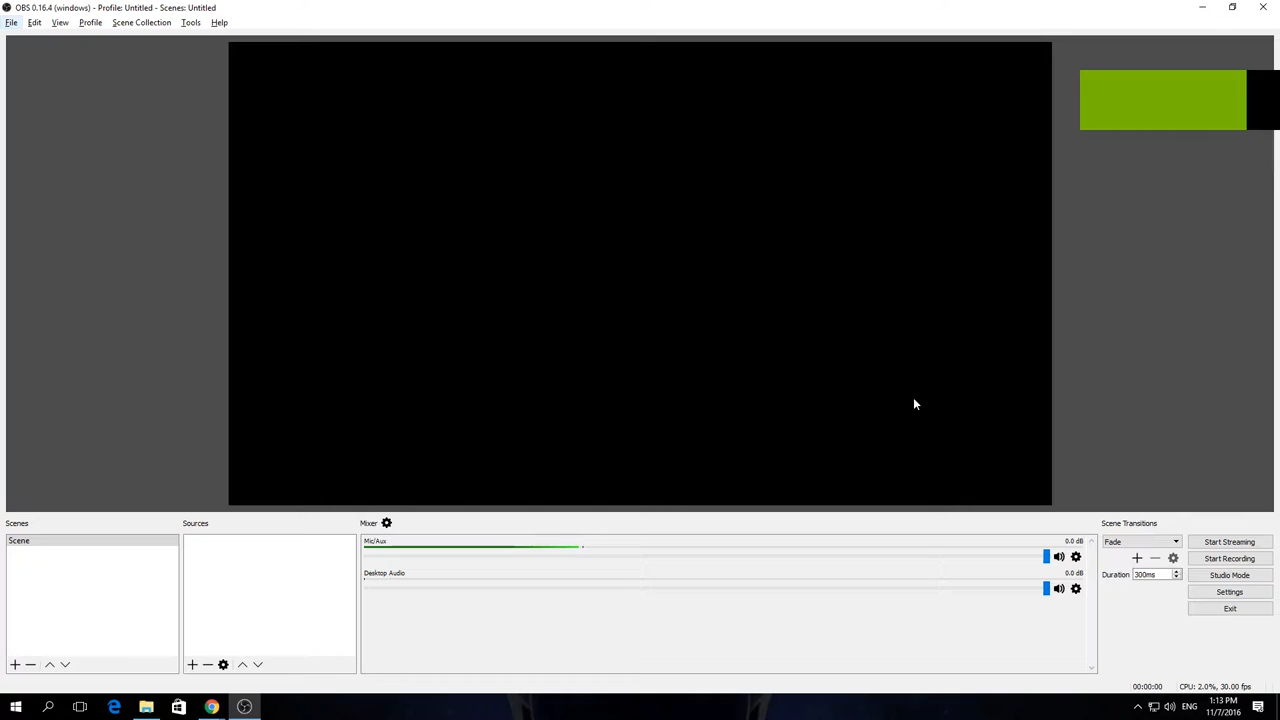 OBS 0.16.4 (windows) - Profile: Untitled - Scenes: Untitled
File Edit View Profile Scene Collection Tools Help
Scenes Sources Mixer Scene Transitions
Scene
Mic/Aux 0.0 dB
Desktop Audio 0.0 dB
Fade
Duration 300ms
Start Streaming
Start Recording
Studio Mode
Settings
Exit
00:00:00 CPU: 2.0%, 30.00 fps
ENG 1:13 PM
11/7/2016